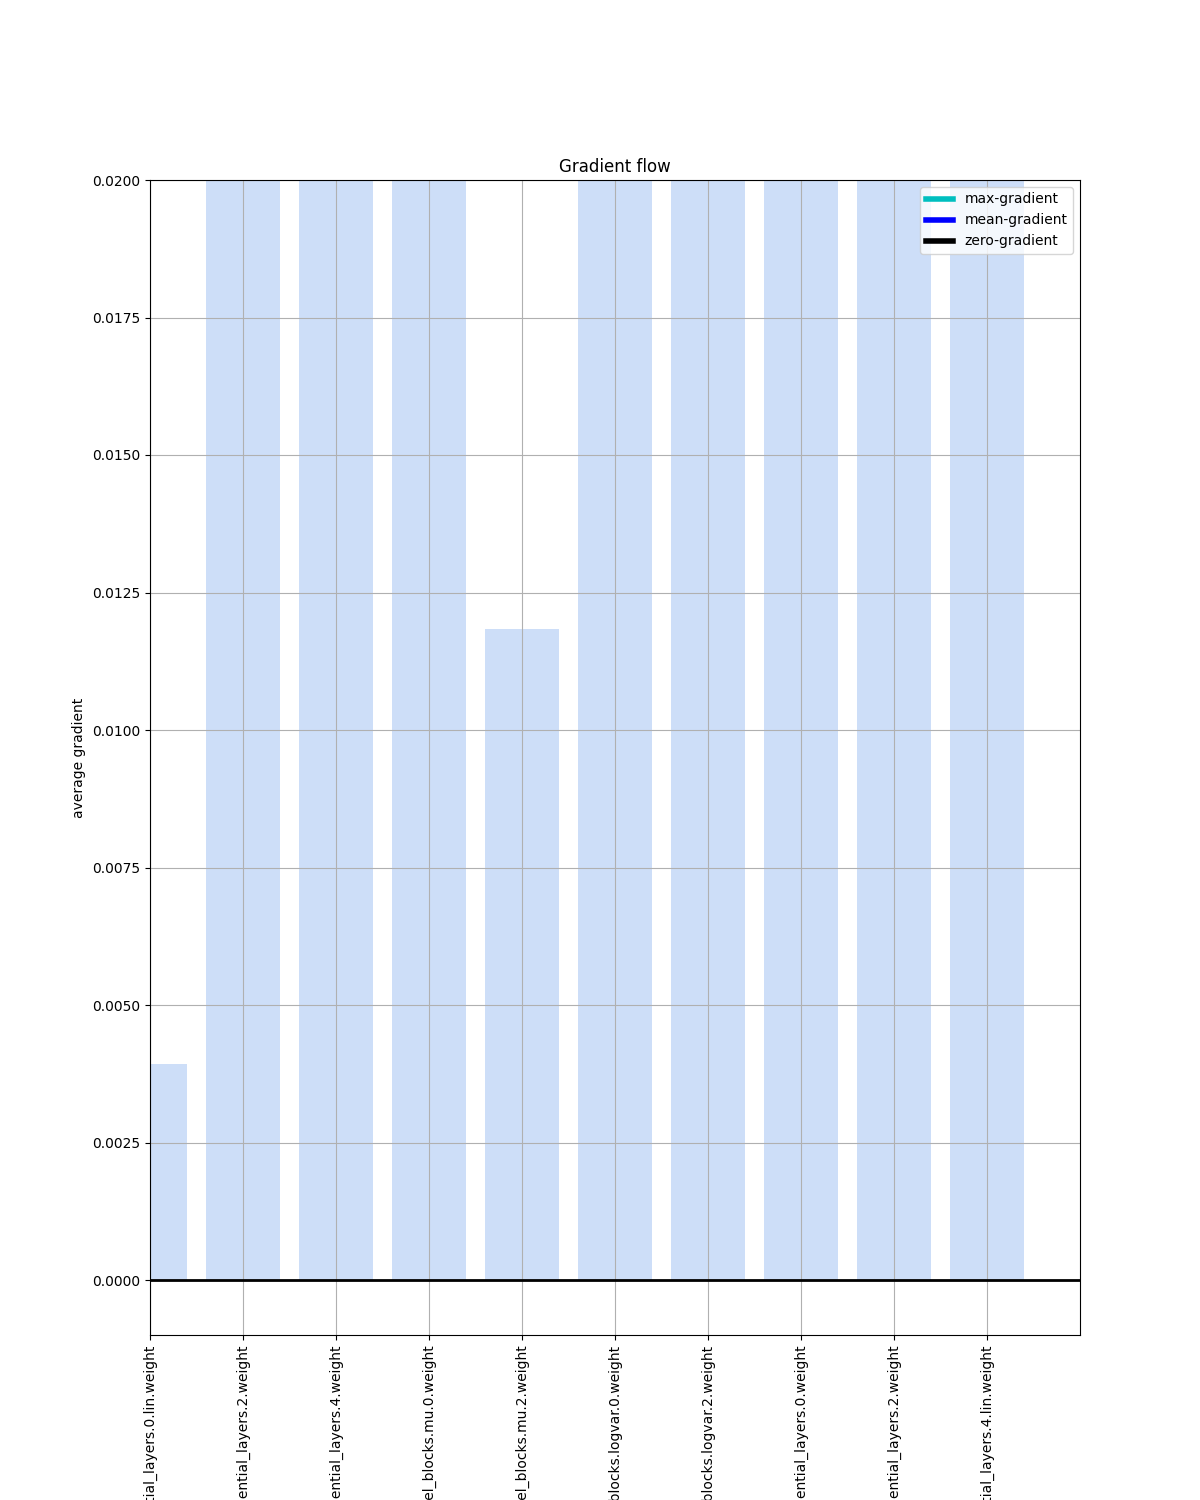 Gradient flow
max-gradient
mean-gradient
zero-gradient
0.0200
0.0175
0.0150
0.0125
0.0100
0.0075
0.0050
0.0025
0.0000
average gradient
tial_layers.0.lin.weight
ential_layers.2.weight
ential_layers.4.weight
el_blocks.mu.0.weight
el_blocks.mu.2.weight
blocks.logvar.0.weight
blocks.logvar.2.weight
ential_layers.0.weight
ential_layers.2.weight
tial_layers.4.lin.weight